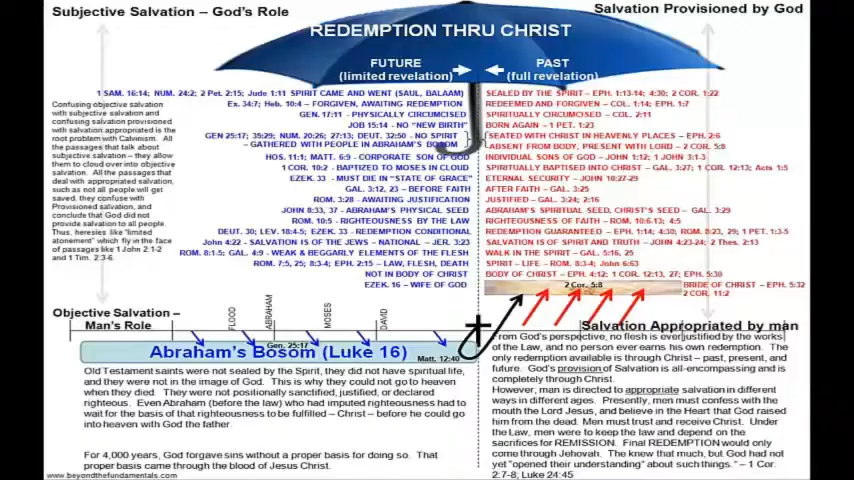 Subjective Salvation – God's Role
Salvation Provisioned by God
REDEMPTION THRU CHRIST
FUTURE
(limited revelation)
PAST
(full revelation)
1 SAM. 16:14; NUM. 24:2; 2 Pet. 2:15; Jude 1:11 SPIRIT CAME AND WENT (SAUL, BALAAM)
Ex. 34:7; Heb. 10:4 – FORGIVEN, AWAITING REDEMPTION
GEN. 17:11 - PHYSICALLY CIRCUMCISED
JOB 15:14 - NO "NEW BIRTH"
GEN 25:17; 35:29; NUM. 20:26; 27:13; DEUT. 32:50 - NO SPIRIT
– GATHERED WITH PEOPLE IN ABRAHAM'S BOSOM
HOS. 11:1; MATT. 6:9 - CORPORATE SON OF GOD
1 COR. 10:2 - BAPTIZED TO MOSES IN CLOUD
EZEK. 33 - MUST DIE IN "STATE OF GRACE"
GAL. 3:12, 23 – BEFORE FAITH
ROM. 3:28 - AWAITING JUSTIFICATION
JOHN 8:33, 37 - ABRAHAM'S PHYSICAL SEED
ROM. 10:5 - RIGHTEOUSNESS BY THE LAW
DEUT. 30; LEV. 18:4-5; EZEK. 33 - REDEMPTION CONDITIONAL
John 4:22 - SALVATION IS OF THE JEWS – NATIONAL – JER. 3:23
ROM. 8:1-5; GAL. 4:9 - WEAK & BEGGARLY ELEMENTS OF THE FLESH
ROM. 7:5, 25; 8:3-4; EPH. 2:15 – LAW, FLESH, DEATH
NOT IN BODY OF CHRIST
EZEK. 16 – WIFE OF GOD
SEALED BY THE SPIRIT – EPH. 1:13-14; 4:30; 2 COR. 1:22
REDEEMED AND FORGIVEN – COL. 1:14; EPH. 1:7
SPIRITUALLY CIRCUMCISED – COL. 2:11
BORN AGAIN – 1 PET. 1:23
SEATED WITH CHRIST IN HEAVENLY PLACES – EPH. 2:6
ABSENT FROM BODY, PRESENT WITH LORD – 2 COR. 5:8
INDIVIDUAL SONS OF GOD – JOHN 1:12; 1 JOHN 3:1-3
SPIRITUALLY BAPTISED INTO CHRIST – GAL. 3:27; 1 COR. 12:13; Acts 1:5
ETERNAL SECURITY – JOHN 10:27-29
AFTER FAITH – GAL. 3:25
JUSTIFIED – GAL. 3:24; 2:16
ABRAHAM'S SPIRITUAL SEED, CHRIST'S SEED – GAL. 3:29
RIGHTEOUSNESS OF FAITH – ROM. 10:6-13; 4:5
REDEMPTION GUARANTEED – EPH. 1:14; 4:30, ROM. 8:23, 29; 1 PET. 1:3-5
SALVATION IS OF SPIRIT AND TRUTH – JOHN 4:23-24; 2 Thes. 2:13
WALK IN THE SPIRIT – GAL. 5:16, 25
SPIRIT – LIFE – ROM. 8:3-4; John 6:63
BODY OF CHRIST – EPH. 4:12; 1 COR. 12:13, 27; EPH. 5:30
2 Cor. 5:8
BRIDE OF CHRIST – EPH. 5:32
2 COR. 11:2
Confusing objective salvation
with subjective salvation and
confusing salvation provisioned
with salvation appropriated is the
root problem with Calvinism. All
the passages that talk about
subjective salvation – they allow
them to cloud over into objective
salvation. All the passages that
deal with appropriated salvation,
such as not all people will get
saved, they confuse with
Provisioned salvation, and
conclude that God did not
provide salvation to all people.
Thus, heresies like "limited
atonement" which fly in the face
of passages like 1 John 2:1-2
and 1 Tim. 2:3-6.
Objective Salvation –
Man's Role
FLOOD
ABRAHAM
MOSES
DAVID
Gen. 25:17
Abraham's Bosom (Luke 16)
Matt. 12:40
Salvation Appropriated by man
Old Testament saints were not sealed by the Spirit, they did not have spiritual life,
and they were not in the image of God. This is why they could not go to heaven
when they died. They were not positionally sanctified, justified, or declared
righteous. Even Abraham (before the law) who had imputed righteousness had to
wait for the basis of that righteousness to be fulfilled – Christ – before he could go
into heaven with God the father.
For 4,000 years, God forgave sins without a proper basis for doing so. That
proper basis came through the blood of Jesus Christ.
From God's perspective, no flesh is ever justified by the works
of the Law, and no person ever earns his own redemption. The
only redemption available is through Christ – past, present, and
future. God's provision of Salvation is all-encompassing and is
completely through Christ.
However, man is directed to appropriate salvation in different
ways in different ages. Presently, men must confess with the
mouth the Lord Jesus, and believe in the Heart that God raised
him from the dead. Men must trust and receive Christ. Under
the Law, men were to keep the law and depend on the
sacrifices for REMISSION. Final REDEMPTION would only
come through Jehovah. The knew that much, but God had not
yet "opened their understanding" about such things." – 1 Cor.
2:7-8, Luke 24:45
www.beyondthefundamentals.com